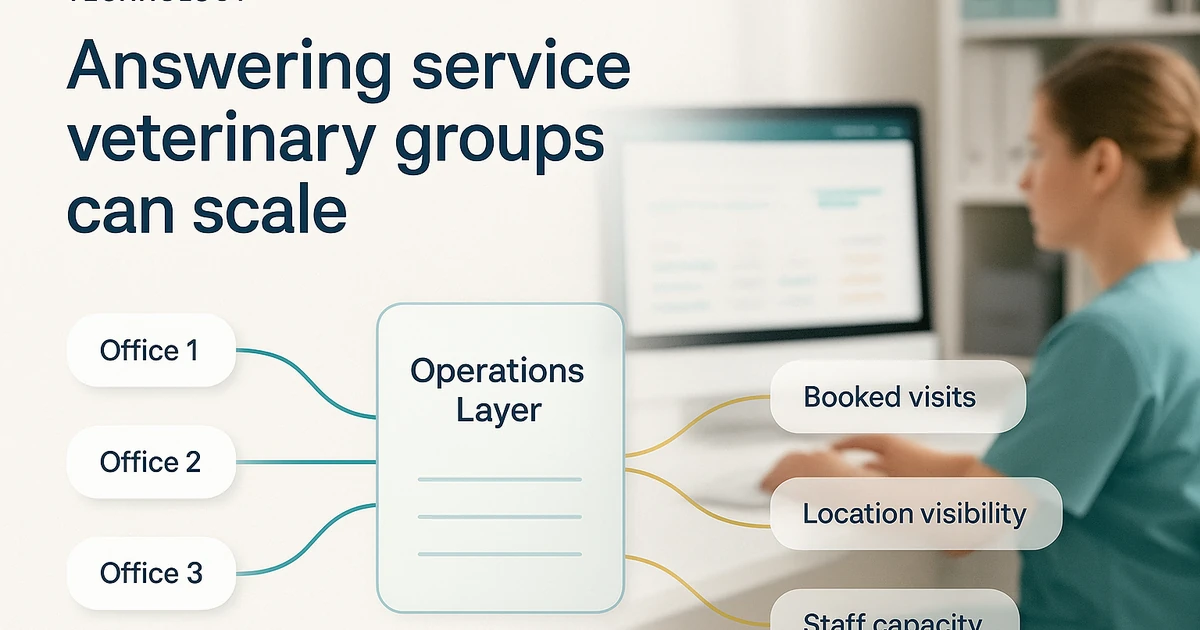 TECHNOLOGY
Answering service
veterinary groups
can scale
Office 1
Office 2
Office 3
Operations
Layer
Booked visits
Location visibility
Staff capacity